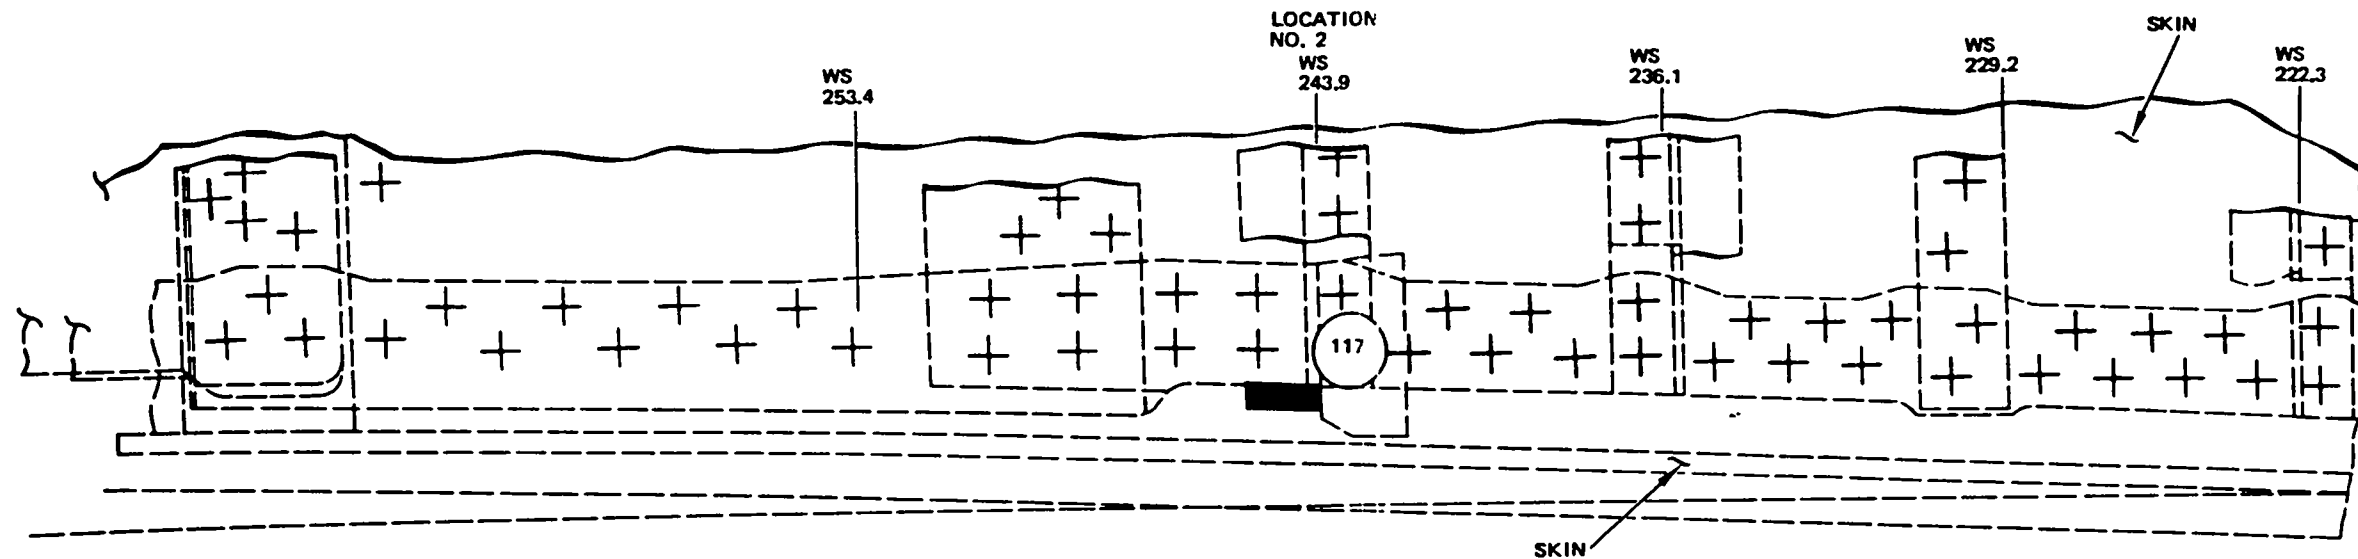 LOCATION
NO. 2
WS
243.9
WS
253.4
WS
236.1
WS
229.2
SKIN
WS
222.3
117
SKIN